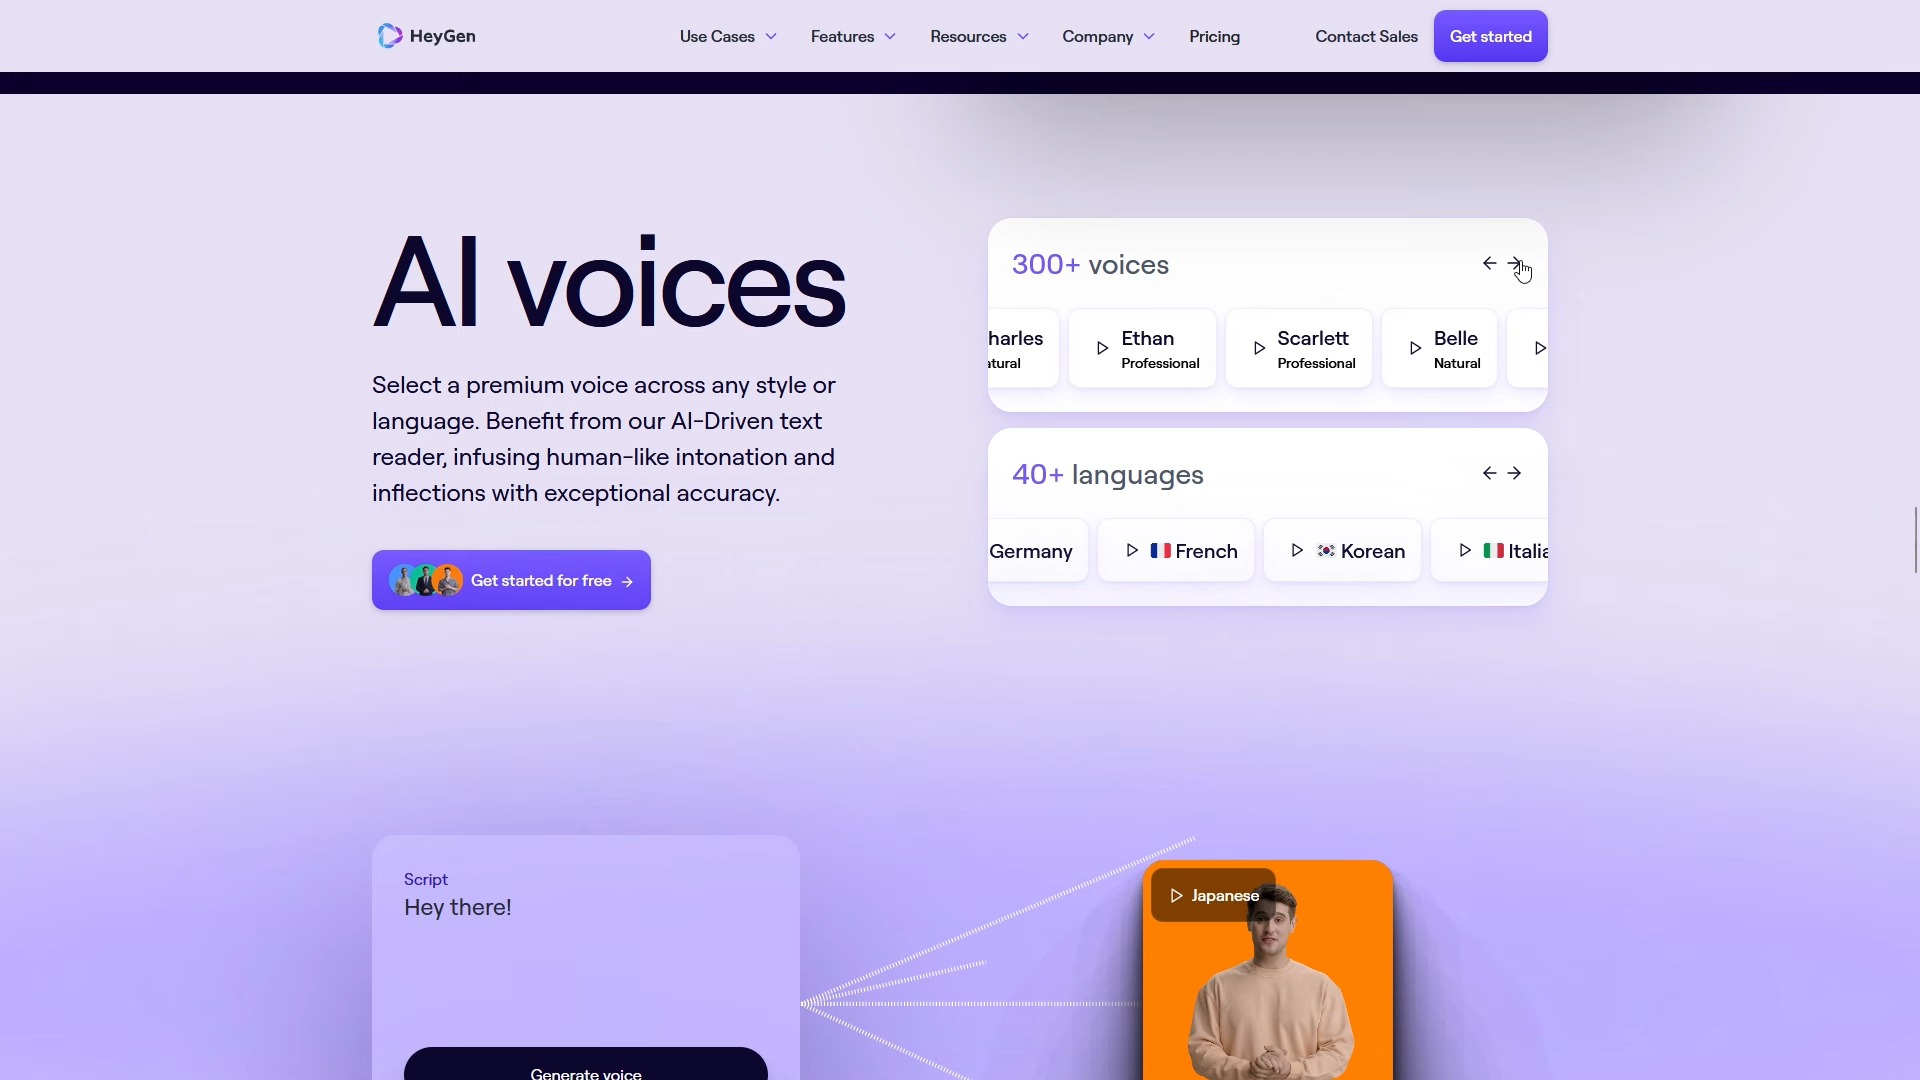 HeyGen
Use Cases
Features
Resources
Company
Pricing
Contact Sales
Get started
AI voices
Select a premium voice across any style or
language. Benefit from our AI-Driven text
reader, infusing human-like intonation and
inflections with exceptional accuracy.
Get started for free →
300+ voices
harles
atural
Ethan
Professional
Scarlett
Professional
Belle
Natural
40+ languages
Germany
French
Korean
Italia
Script
Hey there!
Generate voice
Japanese